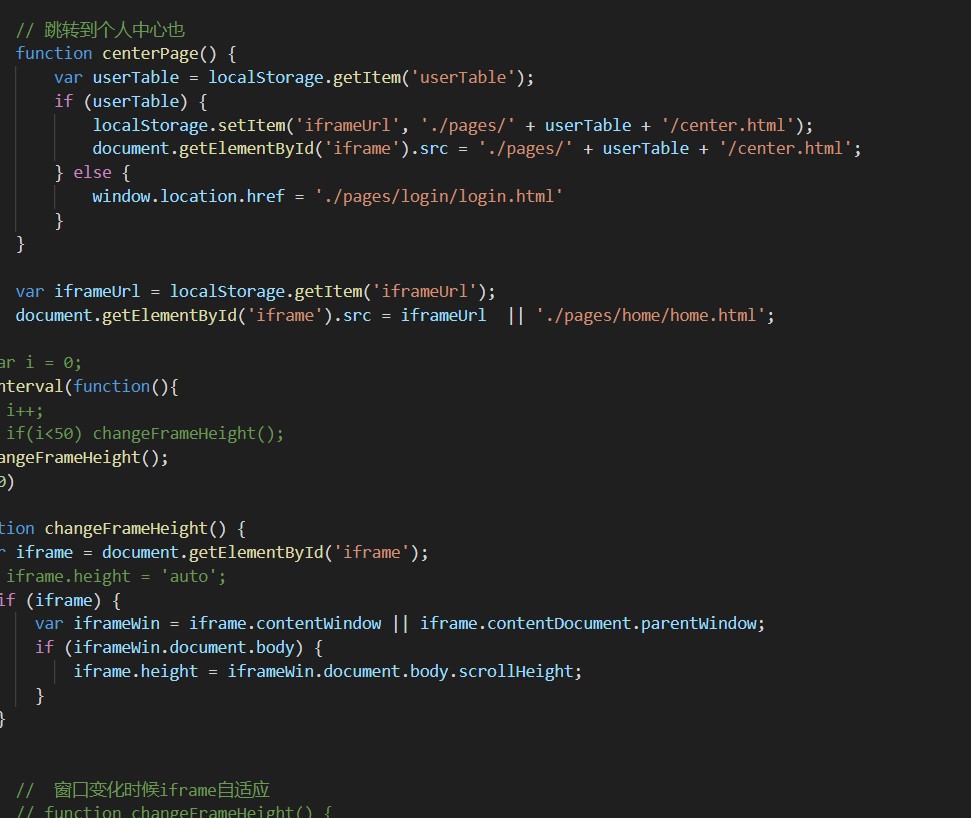 // 跳转到个人中心也
function centerPage() {
var userTable = localStorage.getItem('userTable');
if (userTable) {
localStorage.setItem('iframeUrl', './pages/' + userTable + '/center.html');
document.getElementById('iframe').src = './pages/' + userTable + '/center.html';
} else {
window.location.href = './pages/login/login.html'
}
}
var iframeUrl = localStorage.getItem('iframeUrl');
document.getElementById('iframe').src = iframeUrl  || './pages/home/home.html';
ar i = 0;
nterval(function(){
i++;
if(i<50) changeFrameHeight();
angeFrameHeight();
0)
tion changeFrameHeight() {
r iframe = document.getElementById('iframe');
iframe.height = 'auto';
if (iframe) {
var iframeWin = iframe.contentWindow || iframe.contentDocument.parentWindow;
if (iframeWin.document.body) {
iframe.height = iframeWin.document.body.scrollHeight;
}
}
//  窗口变化时候iframe自适应
// function changeFrameHeight() {